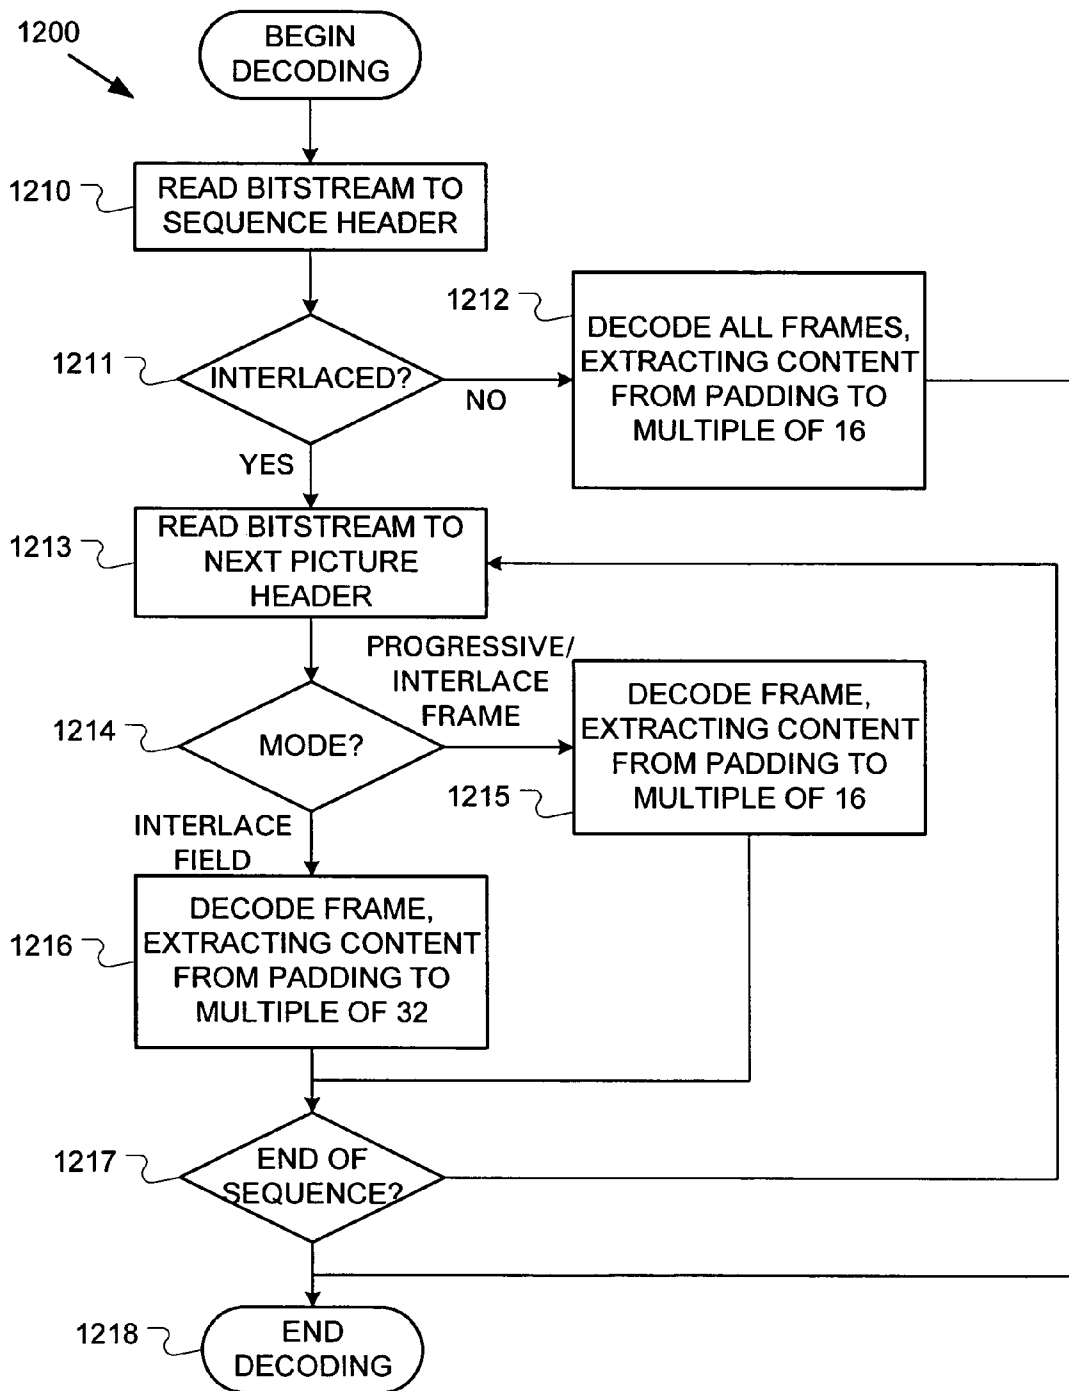 1200
BEGIN
DECODING
1210
READ BITSTREAM TO
SEQUENCE HEADER
1211
INTERLACED?
NO
YES
1212
DECODE ALL FRAMES,
EXTRACTING CONTENT
FROM PADDING TO
MULTIPLE OF 16
1213
READ BITSTREAM TO
NEXT PICTURE
HEADER
1214
MODE?
PROGRESSIVE/
INTERLACE
FRAME
1215
DECODE FRAME,
EXTRACTING CONTENT
FROM PADDING TO
MULTIPLE OF 16
INTERLACE
FIELD
1216
DECODE FRAME,
EXTRACTING CONTENT
FROM PADDING TO
MULTIPLE OF 32
1217
END OF
SEQUENCE?
1218
END
DECODING